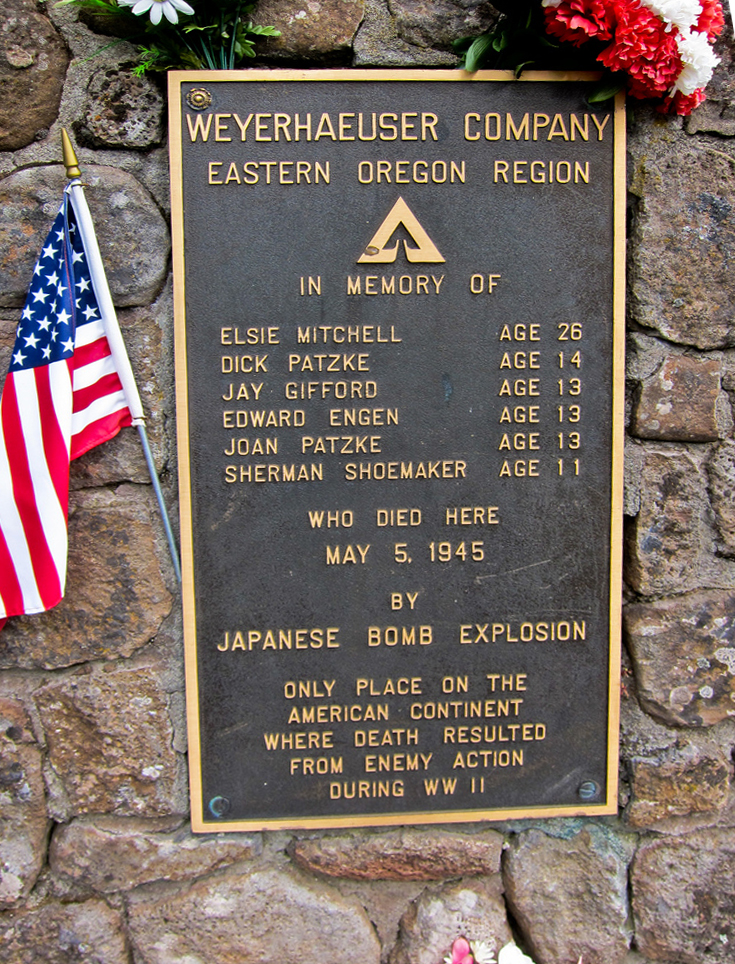 WEYERHAEUSER COMPANY
EASTERN OREGON REGION
IN MEMORY OF
ELSIE MITCHELL AGE 26
DICK PATZKE AGE 14
JAY GIFFORD AGE 13
EDWARD ENGEN AGE 13
JOAN PATZKE AGE 13
SHERMAN SHOEMAKER AGE 11
WHO DIED HERE
MAY 5, 1945
BY
JAPANESE BOMB EXPLOSION
ONLY PLACE ON THE
AMERICAN CONTINENT
WHERE DEATH RESULTED
FROM ENEMY ACTION
DURING WW II